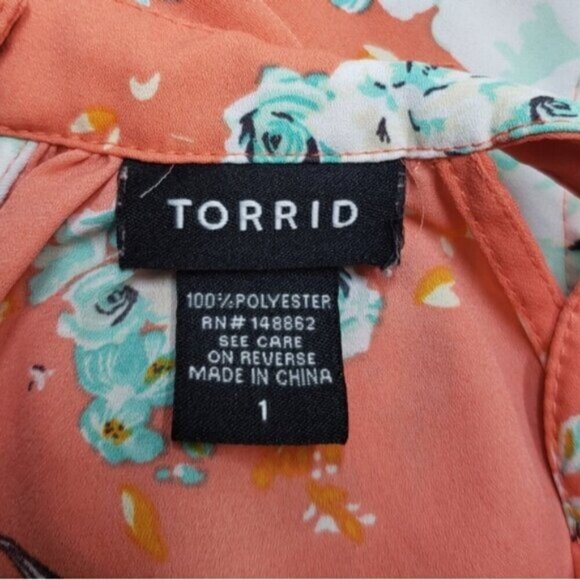 TORRID
100% POLYESTER
RN# 148862
SEE CARE
ON REVERSE
MADE IN CHINA
1